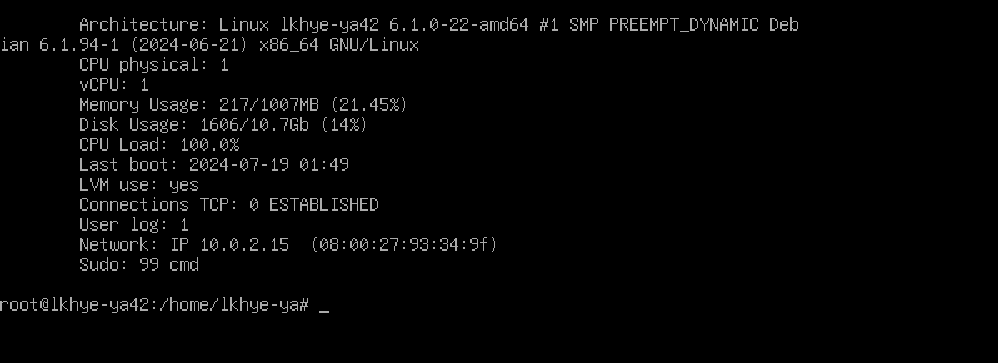 Architecture: Linux lkhye-ya42 6.1.0-22-amd64 #1 SMP PREEMPT_DYNAMIC Deb
ian 6.1.94-1 (2024-06-21) x86_64 GNU/Linux
CPU physical: 1
vCPU: 1
Memory Usage: 217/1007MB (21.45%)
Disk Usage: 1606/10.7Gb (14%)
CPU Load: 100.0%
Last boot: 2024-07-19 01:49
LVM use: yes
Connections TCP: 0 ESTABLISHED
User log: 1
Network: IP 10.0.2.15  (08:00:27:93:34:9f)
Sudo: 99 cmd
root@lkhye-ya42:/home/lkhye-ya# _